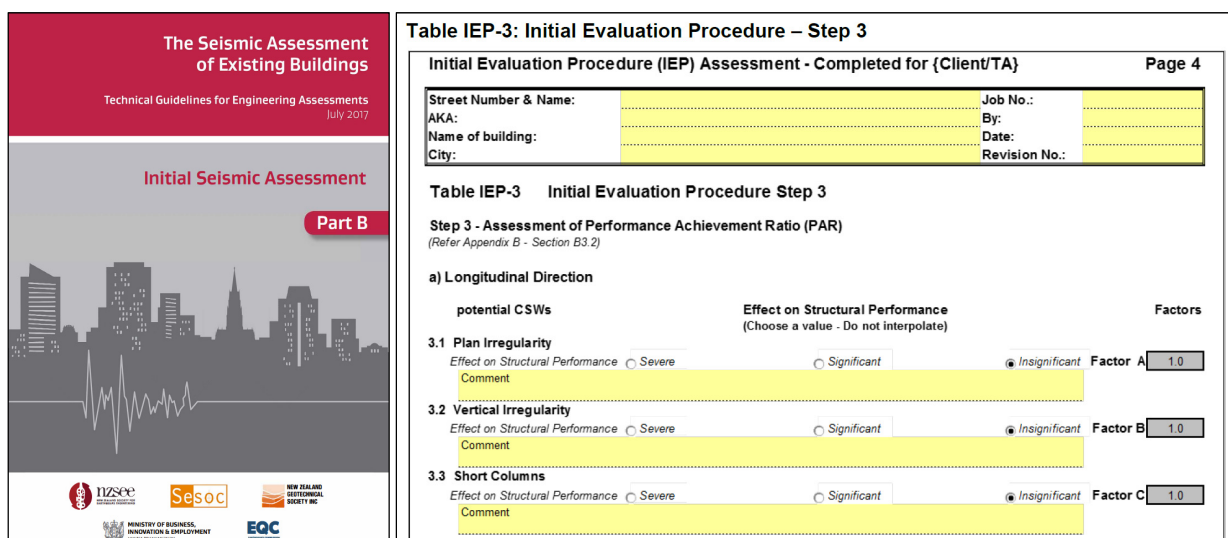 The Seismic Assessment
of Existing Buildings
Technical Guidelines for Engineering Assessments
July 2017
Initial Seismic Assessment
Part B
nzsee
SeSOC
NEW ZEALAND
GEOTECHNICAL
SOCIETY INC
MINISTRY OF BUSINESS,
INNOVATION & EMPLOYMENT
EQC
Table IEP-3: Initial Evaluation Procedure – Step 3
Initial Evaluation Procedure (IEP) Assessment - Completed for {Client/TA} Page 4
Street Number & Name: Job No.:
AKA: By:
Name of building: Date:
City: Revision No.:
Table IEP-3 Initial Evaluation Procedure Step 3
Step 3 - Assessment of Performance Achievement Ratio (PAR)
(Refer Appendix B - Section B3.2)
a) Longitudinal Direction
potential CSWs Effect on Structural Performance Factors
(Choose a value - Do not interpolate)
3.1 Plan Irregularity
Effect on Structural Performance Severe Significant Insignificant Factor A 1.0
Comment
3.2 Vertical Irregularity
Effect on Structural Performance Severe Significant Insignificant Factor B 1.0
Comment
3.3 Short Columns
Effect on Structural Performance Severe Significant Insignificant Factor C 1.0
Comment